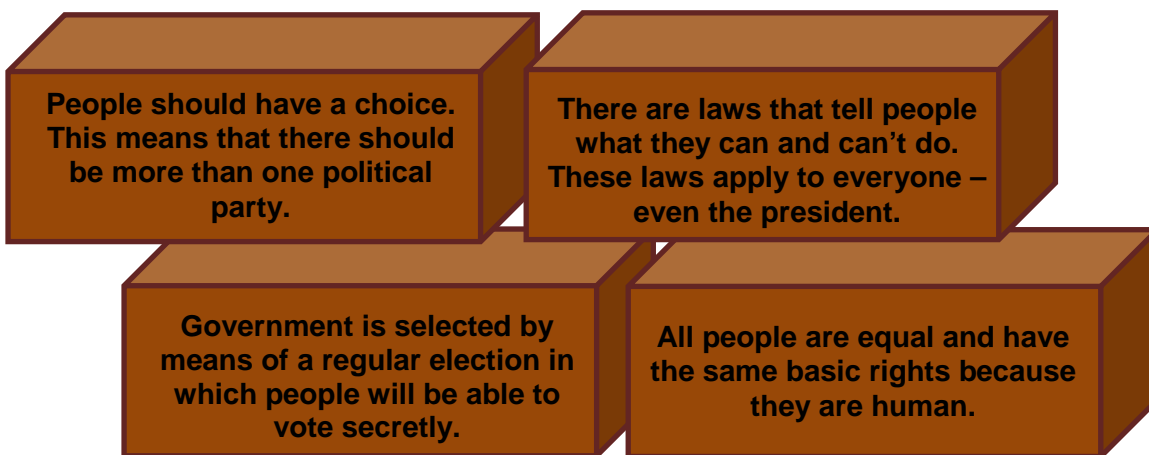 People should have a choice.
This means that there should
be more than one political
party.
There are laws that tell people
what they can and can’t do.
These laws apply to everyone –
even the president.
Government is selected by
means of a regular election in
which people will be able to
vote secretly.
All people are equal and have
the same basic rights because
they are human.